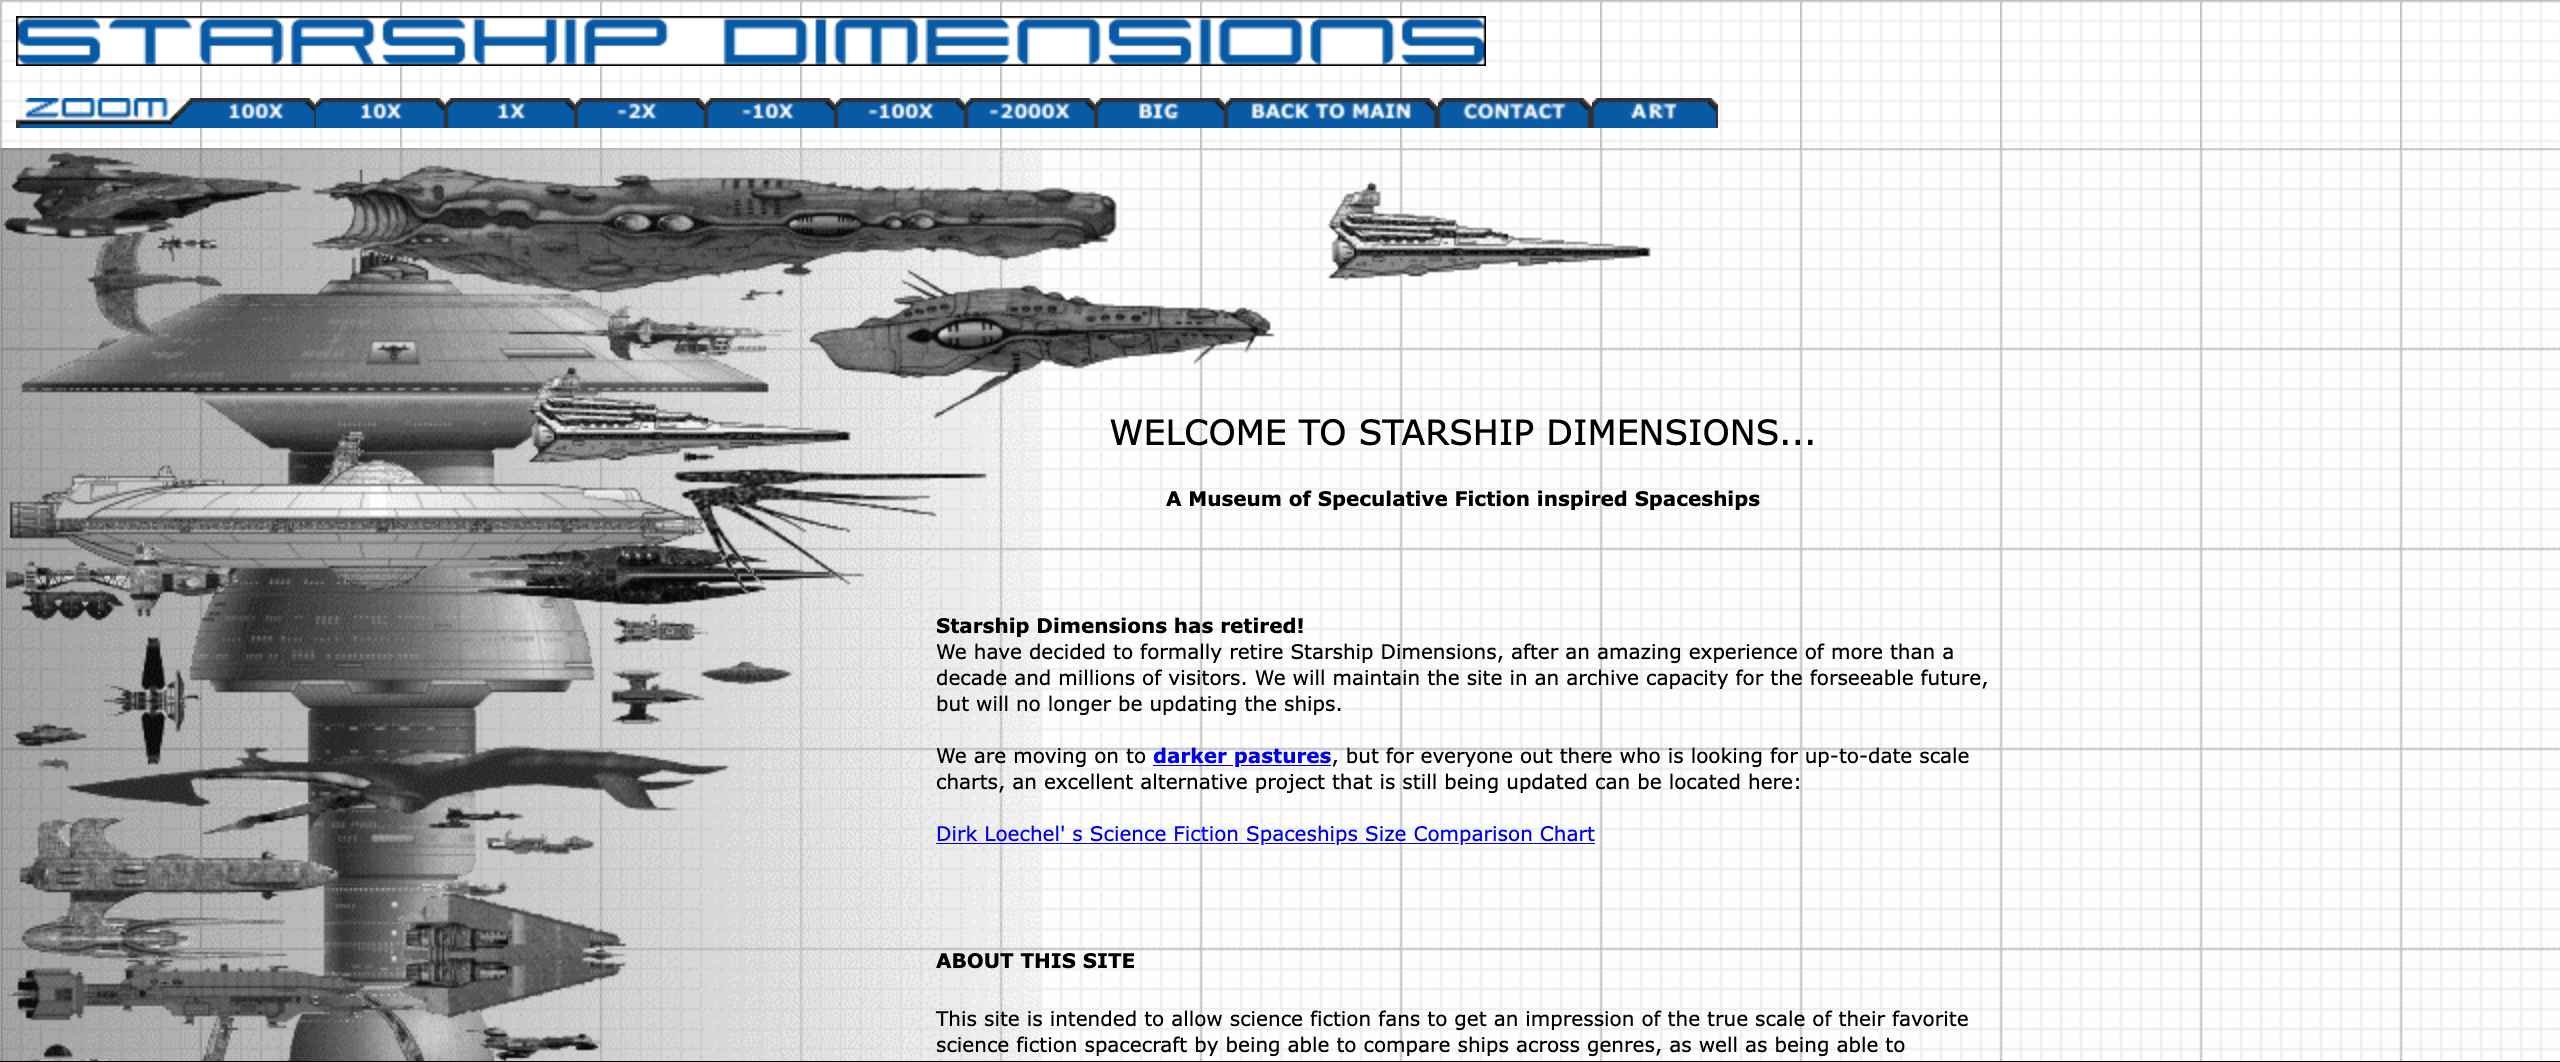 STARSHIP DIMENSIONS
ZOOM 100X 10X 1X -2X -10X -100X -2000X BIG BACK TO MAIN CONTACT ART
WELCOME TO STARSHIP DIMENSIONS...
A Museum of Speculative Fiction inspired Spaceships
Starship Dimensions has retired!
We have decided to formally retire Starship Dimensions, after an amazing experience of more than a
decade and millions of visitors. We will maintain the site in an archive capacity for the forseeable future,
but will no longer be updating the ships.
We are moving on to darker pastures, but for everyone out there who is looking for up-to-date scale
charts, an excellent alternative project that is still being updated can be located here:
Dirk Loechel' s Science Fiction Spaceships Size Comparison Chart
ABOUT THIS SITE
This site is intended to allow science fiction fans to get an impression of the true scale of their favorite
science fiction spacecraft by being able to compare ships across genres, as well as being able to